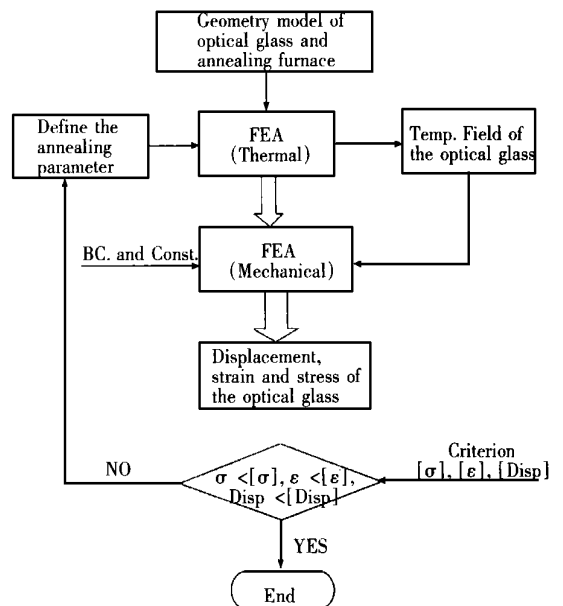 Geometry model of
optical glass and
annealing furnace
Define the
annealing
parameter
FEA
(Thermal)
Temp. Field of
the optical glass
BC. and Const.
FEA
(Mechanical)
Displacement,
strain and stress of
the optical glass
Criterion
[σ], [ε], [Disp]
NO
σ <[σ], ε <[ε],
Disp <[Disp]
YES
End